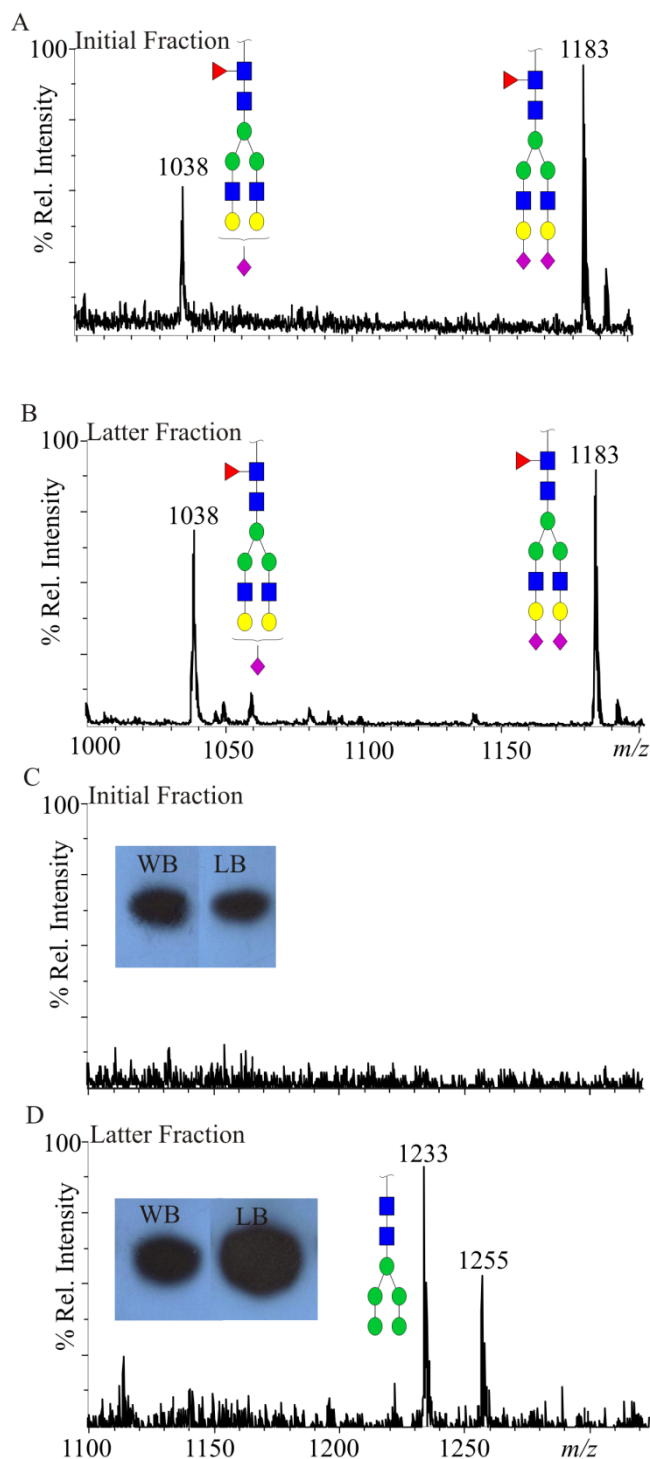 A
Initial Fraction
100
1183
1038
% Rel. Intensity
B
Latter Fraction
100
1183
1038
% Rel. Intensity
1000 1050 1100 1150 m/z
C
Initial Fraction
100
WB LB
% Rel. Intensity
D
Latter Fraction
100
1233
WB LB
1255
% Rel. Intensity
1100 1150 1200 1250 m/z